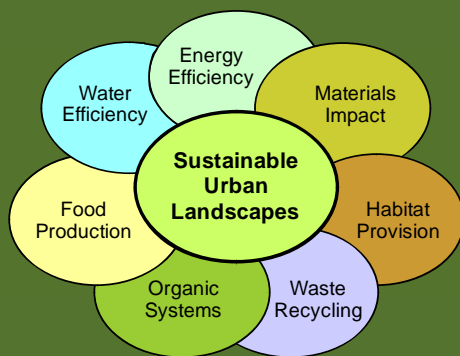 Energy
Efficiency
Materials
Impact
Habitat
Provision
Waste
Recycling
Organic
Systems
Food
Production
Water
Efficiency
Sustainable
Urban
Landscapes